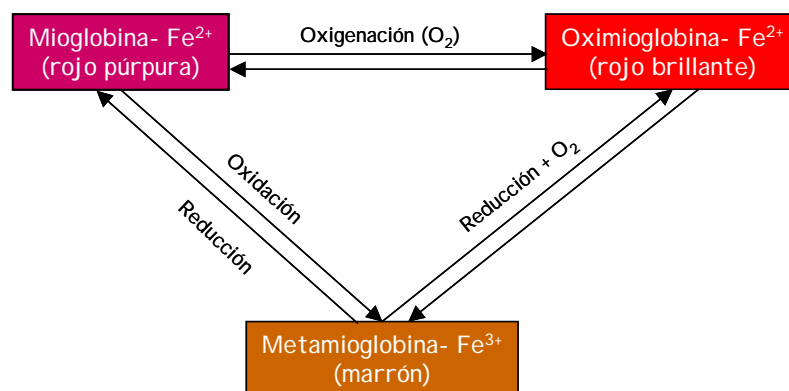 Mioglobina- Fe²⁺
(rojo púrpura)
Oxigenación (O₂)
Oximioglobina- Fe²⁺
(rojo brillante)
Oxidación
Reducción
Reducción + O₂
Metamioglobina- Fe³⁺
(marrón)